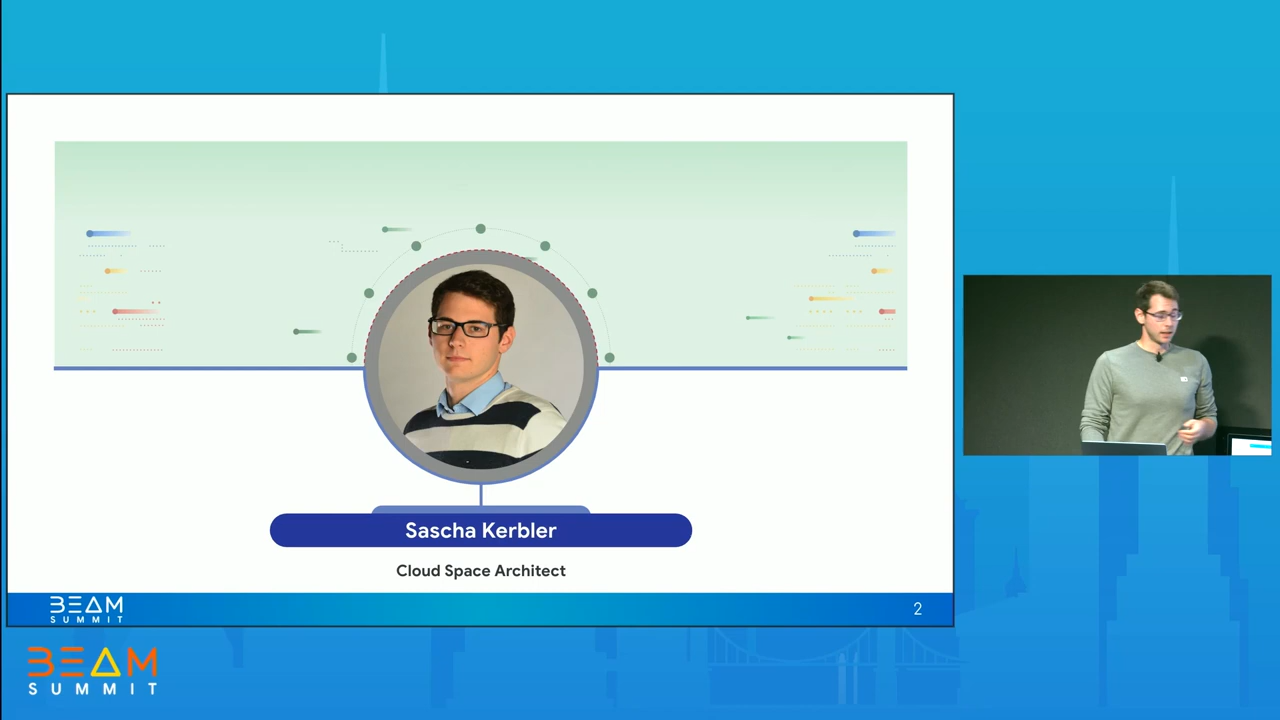 Sascha Kerbler
Cloud Space Architect
BEAM
SUMMIT
2
BEAM
SUMMIT